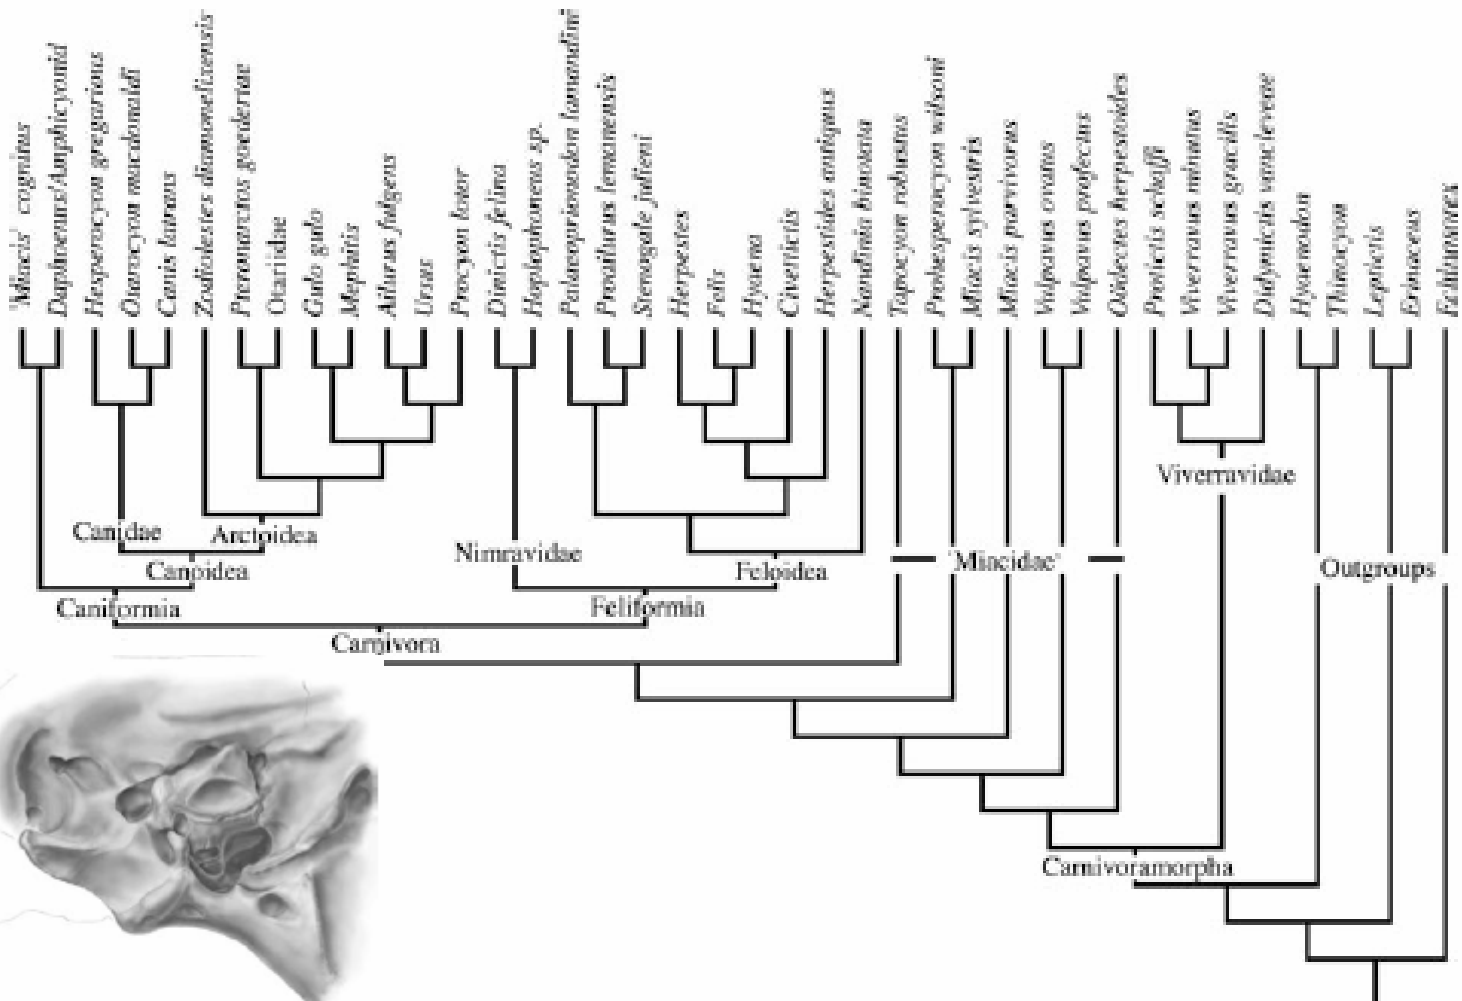 'Miacis' cognitus
Daphoenus/Amphicyonid
Hesperocyon gregarious
Otarocyon macdonaldi
Canis latrans
Zodiolestes diamonelixensis
Pteronarctos goedertae
Otariidae
Gulo gulo
Mephitis
Ailurus fulgens
Ursus
Procyon lotor
Dinictis felina
Hoplophoneus sp.
Palaeoprionodon lamandini
Proailurus lemanensis
Stenogale julieni
Herpestes
Felis
Hyaena
Civettictis
Herpestides antiquus
Nandinia binotata
Tapocyon robustus
Prohesperocyon wilsoni
Miacis sylvestris
Miacis parvivorus
Vulpavus ovatus
Vulpavus profectus
Oödectes herpestoides
Protictis schaffi
Viverravus minutus
Viverravus gracilis
Didymictis vancleveae
Hyaenodon
Thinocyon
Leptictis
Erinaceus
Echinosorex
Viverravidae
Canidae
Arctoidea
Nimravidae
'Miacidae'
Canoidea
Feloidea
Outgroups
Caniformia
Feliformia
Carnivora
Carnivoramorpha